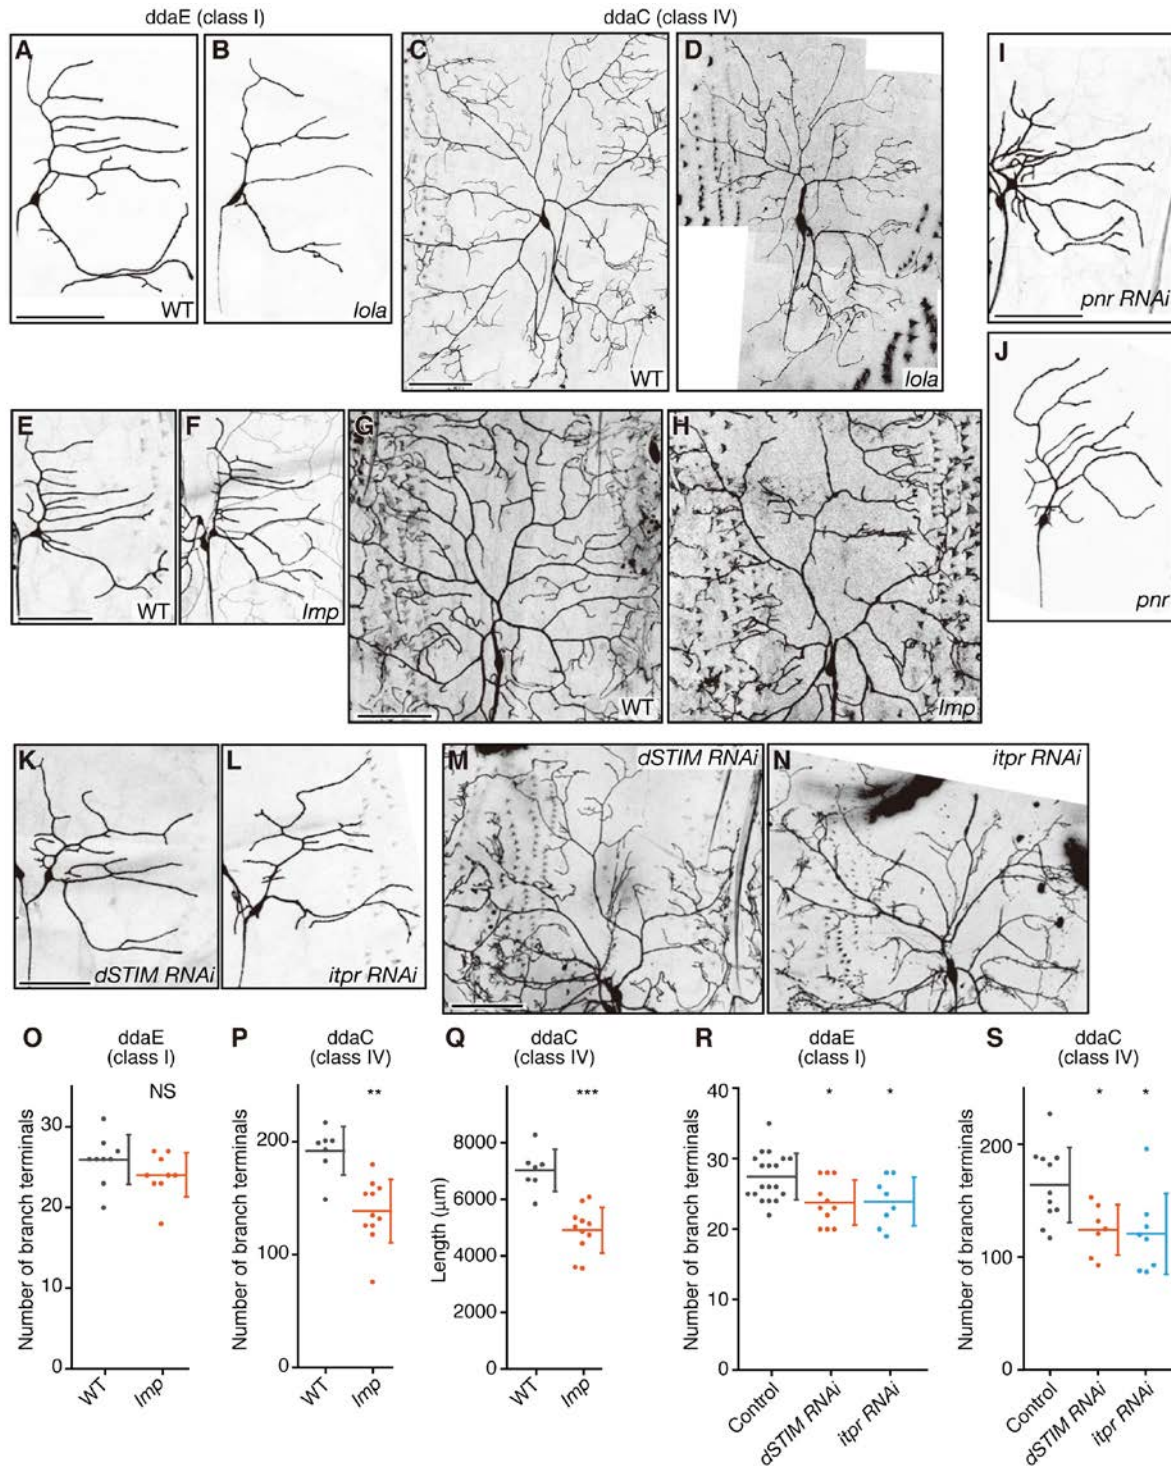 ddaE (class I)
ddaC (class IV)
A
WT
B
lola
C
WT
D
lola
I
pnr RNAi
J
pnr
E
WT
F
Imp
G
WT
H
Imp
K
dSTIM RNAi
L
itpr RNAi
M
dSTIM RNAi
N
itpr RNAi
O
ddaE
(class I)
NS
Number of branch terminals
30
20
10
0
WT
Imp
P
ddaC
(class IV)
**
Number of branch terminals
200
100
0
WT
Imp
Q
ddaC
(class IV)
***
Length (μm)
8000
6000
4000
2000
0
WT
Imp
R
ddaE
(class I)
*
*
Number of branch terminals
40
30
20
10
0
Control
dSTIM RNAi
itpr RNAi
S
ddaC
(class IV)
*
*
Number of branch terminals
200
100
0
Control
dSTIM RNAi
itpr RNAi